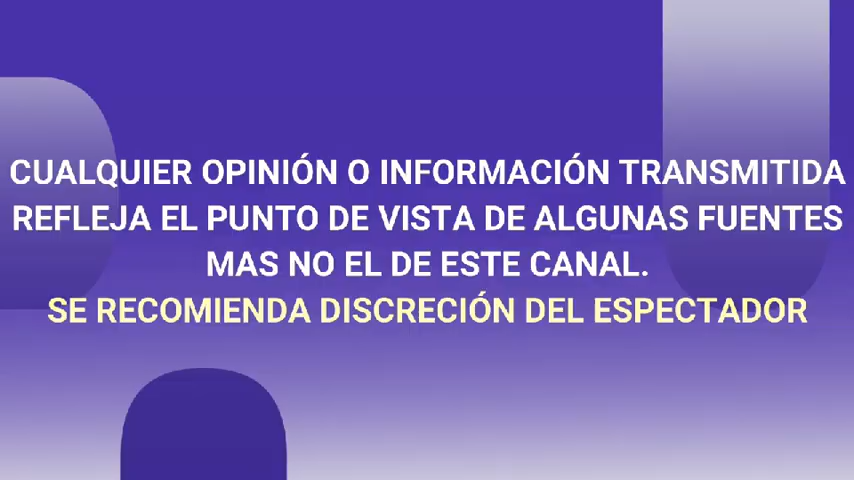 CUALQUIER OPINIÓN O INFORMACIÓN TRANSMITIDA
REFLEJA EL PUNTO DE VISTA DE ALGUNAS FUENTES
MAS NO EL DE ESTE CANAL.
SE RECOMIENDA DISCRECIÓN DEL ESPECTADOR